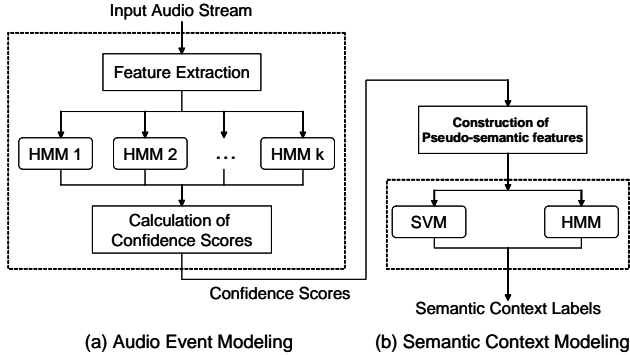 Input Audio Stream
Feature Extraction
HMM 1
HMM 2
...
HMM k
Calculation of
Confidence Scores
Confidence Scores
(a) Audio Event Modeling
Construction of
Pseudo-semantic features
SVM
HMM
Semantic Context Labels
(b) Semantic Context Modeling